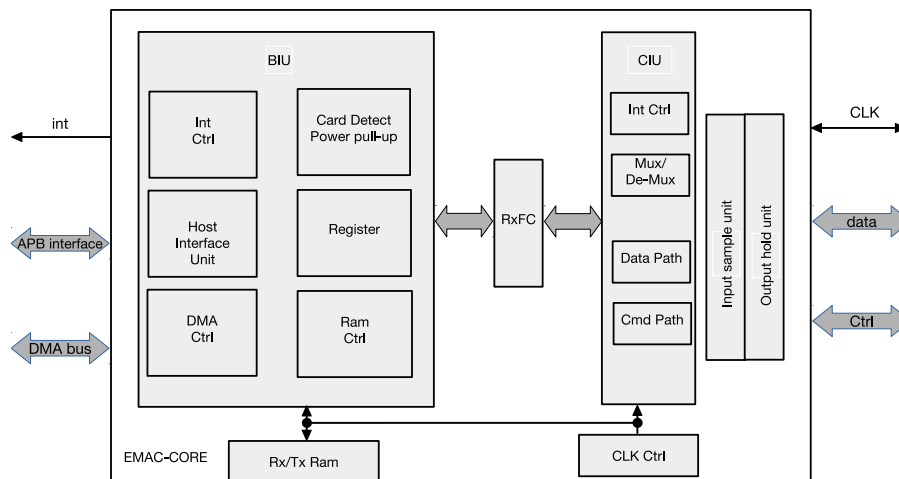 BIU
CIU
Int
Ctrl
Card Detect
Power pull-up
Int Ctrl
int
CLK
Mux/
De-Mux
Host
Interface
Unit
Register
RxFC
APB interface
data
Data Path
Input sample unit
Output hold unit
DMA
Ctrl
Ram
Ctrl
Cmd Path
DMA bus
Ctrl
EMAC-CORE
Rx/Tx Ram
CLK Ctrl